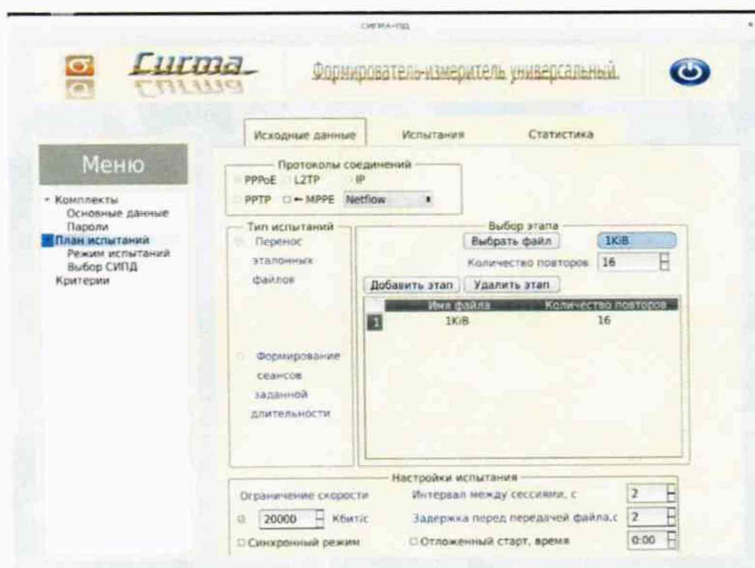 СИГМА-ПД
Сигма
Формирователь-измеритель универсальный.
Исходные данные Испытания Статистика
Меню
Комплекты
Основные данные
Пароли
План испытаний
Режим испытаний
Выбор СИПД
Критерии
Протоколы соединений
PPPoE L2TP IP
PPTP MPPE Netflow
Тип испытаний
Перенос
эталонных
файлов
Формирование
сеансов
заданной
длительности
Выбор этапа
Выбрать файл 1KiB
Количество повторов 16
Добавить этап Удалить этап
Имя файла Количество повторов
1 1KiB 16
Настройки испытания
Ограничение скорости Интервал между сессиями, с 2
20000 Кбит/с Задержка перед передачей файла,с 2
Синхронный режим Отложенный старт, время 0:00